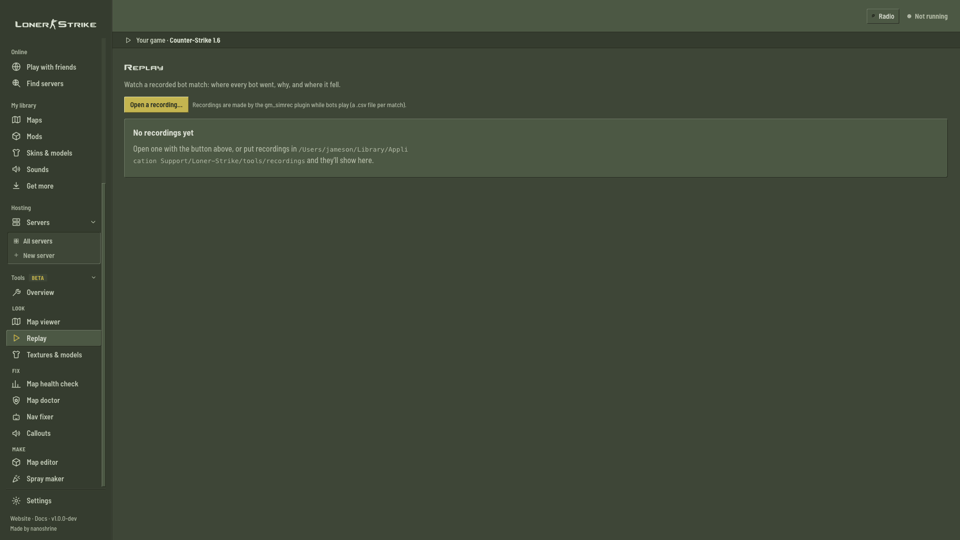 LONER STRIKE
Online
Play with friends
Find servers
My library
Maps
Mods
Skins & models
Sounds
Get more
Hosting
Servers
All servers
+ New server
Tools BETA
Overview
LOOK
Map viewer
Replay
Textures & models
FIX
Map health check
Map doctor
Nav fixer
Callouts
MAKE
Map editor
Spray maker
Settings
Website · Docs · v1.0.0-dev
Made by nanoshrine
Radio
Not running
Your game · Counter-Strike 1.6
REPLAY
Watch a recorded bot match: where every bot went, why, and where it fell.
Open a recording... Recordings are made by the gm_simrec plugin while bots play (a .csv file per match).
No recordings yet
Open one with the button above, or put recordings in /Users/jameson/Library/Appli
cation Support/Loner-Strike/tools/recordings and they'll show here.